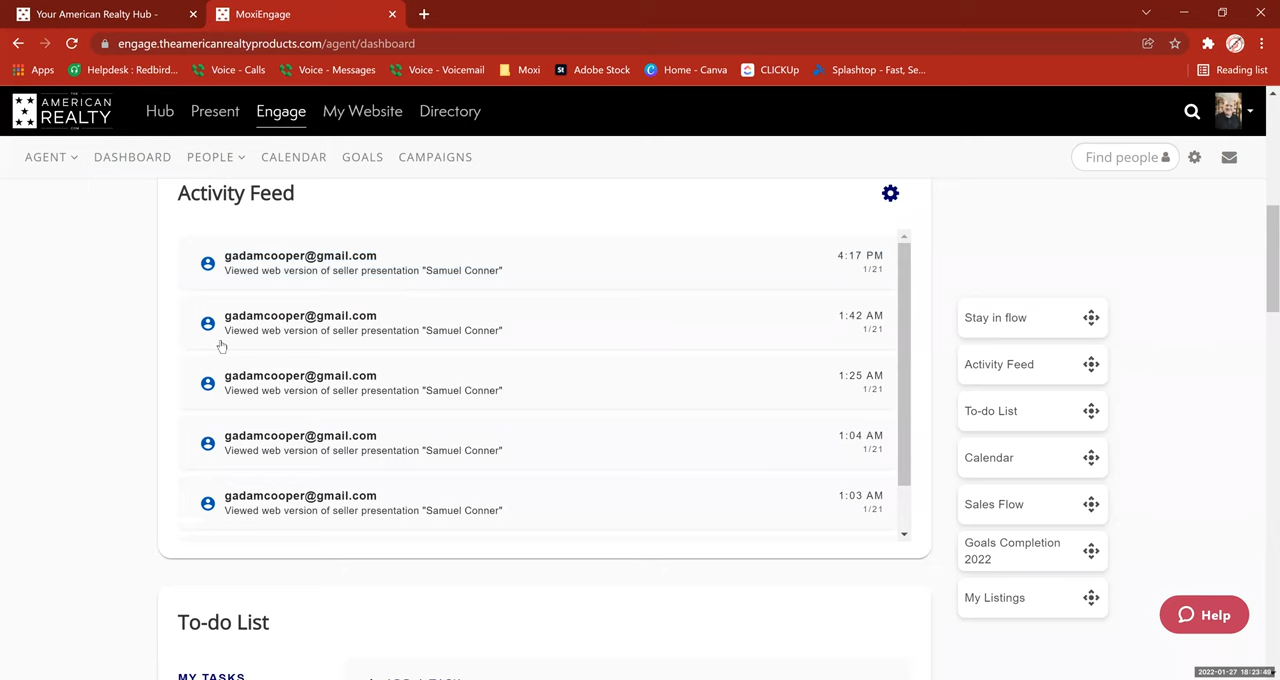 Your American Realty Hub -
MoxiEngage
engage.theamericanrealtyproducts.com/agent/dashboard
Apps
Helpdesk : Redbird...
Voice - Calls
Voice - Messages
Voice - Voicemail
Moxi
St
Adobe Stock
C
Home - Canva
CLICKUp
Splashtop - Fast, Se...
Reading list
THE
AMERICAN
REALTY
.COM
Hub
Present
Engage
My Website
Directory
AGENT
DASHBOARD
PEOPLE
CALENDAR
GOALS
CAMPAIGNS
Find people
Activity Feed
gadamcooper@gmail.com
4:17 PM
Viewed web version of seller presentation "Samuel Conner"
1/21
gadamcooper@gmail.com
1:42 AM
Viewed web version of seller presentation "Samuel Conner"
1/21
gadamcooper@gmail.com
1:25 AM
Viewed web version of seller presentation "Samuel Conner"
1/21
gadamcooper@gmail.com
1:04 AM
Viewed web version of seller presentation "Samuel Conner"
1/21
gadamcooper@gmail.com
1:03 AM
Viewed web version of seller presentation "Samuel Conner"
1/21
Stay in flow
Activity Feed
To-do List
Calendar
Sales Flow
Goals Completion
2022
My Listings
Help
To-do List
MY TASKS
ADD A TASK
2022-01-27 18:23:49